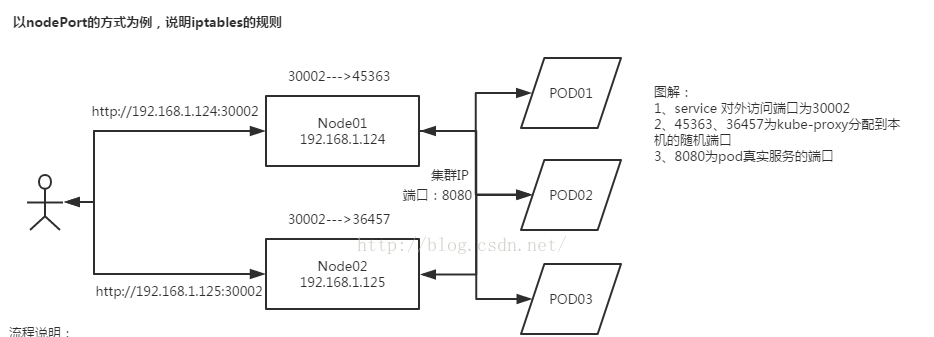 以nodePort的方式为例，说明iptables的规则
30002--->45363
http://192.168.1.124:30002
Node01
192.168.1.124
POD01
图解：
1、service 对外访问端口为30002
2、45363、36457为kube-proxy分配到本
机的随机端口
3、8080为pod真实服务的端口
集群IP
端口：8080
POD02
30002--->36457
http://blog.csdn.net/
Node02
192.168.1.125
http://192.168.1.125:30002
POD03
流程说明：